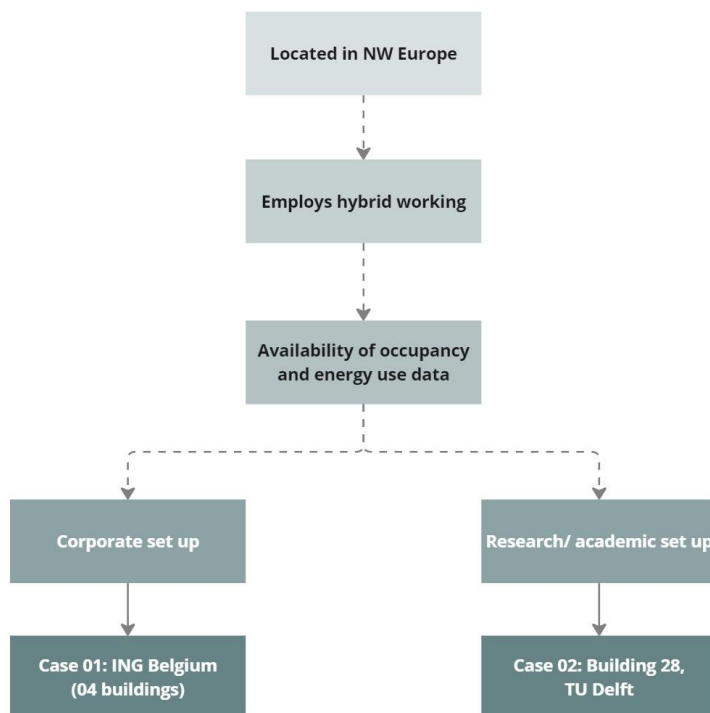 Located in NW Europe
Employs hybrid working
Availability of occupancy
and energy use data
Corporate set up
Research/ academic set up
Case 01: ING Belgium
(04 buildings)
Case 02: Building 28,
TU Delft